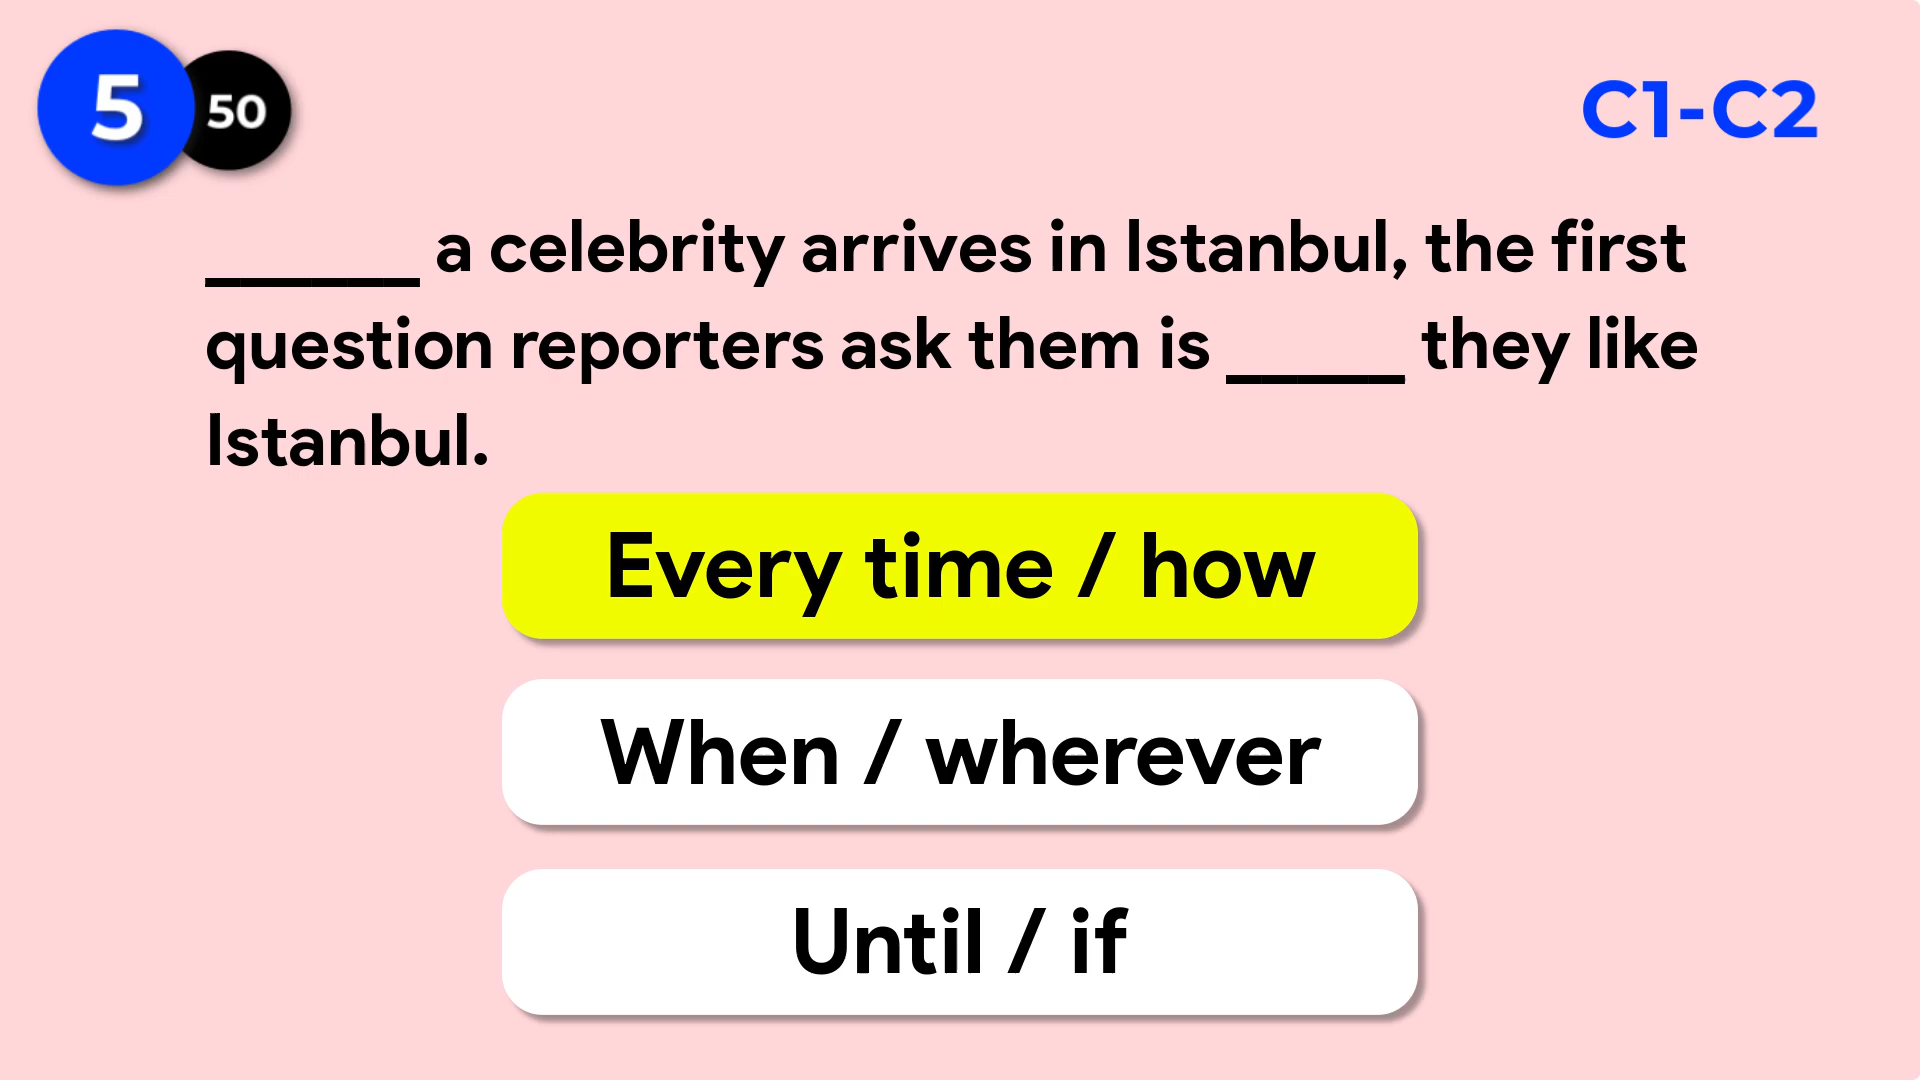 5 50
C1-C2
______ a celebrity arrives in Istanbul, the first
question reporters ask them is _____ they like
Istanbul.
Every time / how
When / wherever
Until / if